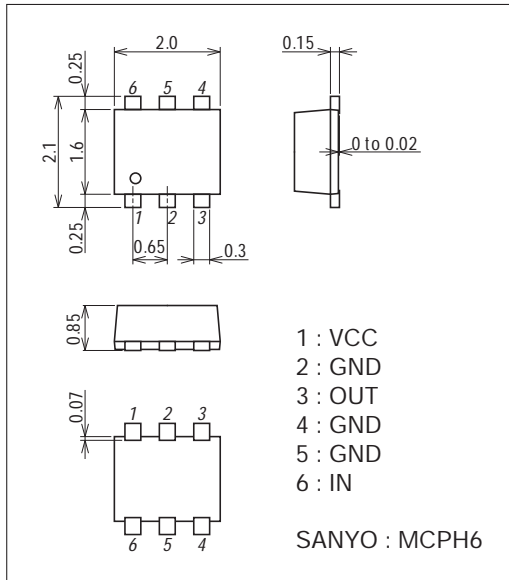 2.0
0.15
0.25
6 5 4
2.1
1.6
0 to 0.02
0.25
1 2 3
0.65
0.3
0.85
1 : VCC
2 : GND
3 : OUT
4 : GND
5 : GND
6 : IN
0.07
1 2 3
6 5 4
SANYO : MCPH6